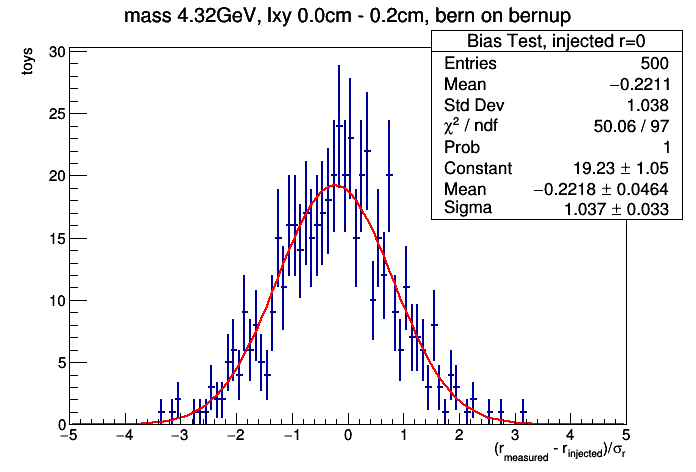 mass 4.32GeV, lxy 0.0cm - 0.2cm, bern on bernup
Bias Test, injected r=0
Entries 500
Mean −0.2211
Std Dev 1.038
χ² / ndf 50.06 / 97
Prob 1
Constant 19.23 ± 1.05
Mean −0.2218 ± 0.0464
Sigma 1.037 ± 0.033
toys
30
25
20
15
10
5
0
−5 −4 −3 −2 −1 0 1 2 3 4 5
(r_measured - r_injected)/σ_r